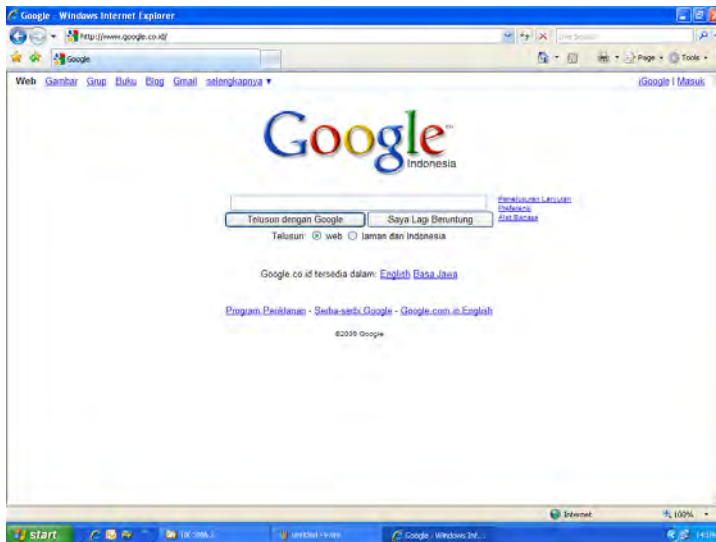 Google - Windows Internet Explorer
http://www.google.co.id/
Google
Page
Tools
Web Gambar Grup Buku Blog Gmail selengkapnya ▼
iGoogle | Masuk
Google™
Indonesia
Penelusuran Lanjutan
Preferensi
Alat Bahasa
Telusuri dengan Google
Saya Lagi Beruntung
Telusuri: web laman dari Indonesia
Google.co.id tersedia dalam: English Basa Jawa
Program Periklanan - Serba-serbi Google - Google.com in English
©2009 Google
Internet
100%
start
Google - Windows Int...